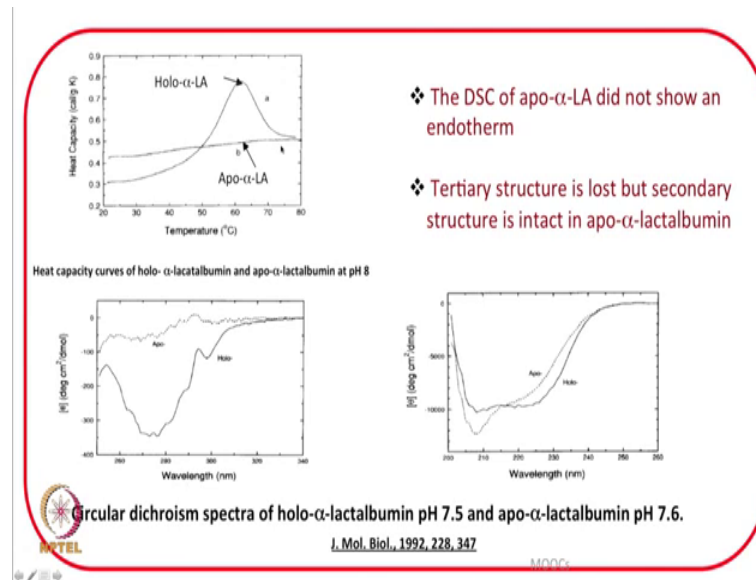 0.9
0.8
0.7
0.6
0.5
0.4
0.3
0.2
Heat Capacity (cal/g K)
Holo-α-LA
a
b
Apo-α-LA
20 30 40 50 60 70 80
Temperature (°C)
Heat capacity curves of holo- α-lacatalbumin and apo-α-lactalbumin at pH 8
❖ The DSC of apo-α-LA did not show an
endotherm
❖ Tertiary structure is lost but secondary
structure is intact in apo-α-lactalbumin
0
-100
-200
-300
-400
[θ] (deg cm²/dmol)
Apo-
Holo-
260 280 300 320 340
Wavelength (nm)
0
-5000
-10000
[θ] (deg cm²/dmol)
Apo-
Holo-
200 210 220 230 240 250 260
Wavelength (nm)
Circular dichroism spectra of holo-α-lactalbumin pH 7.5 and apo-α-lactalbumin pH 7.6.
J. Mol. Biol., 1992, 228, 347
NPTEL
MOOCs